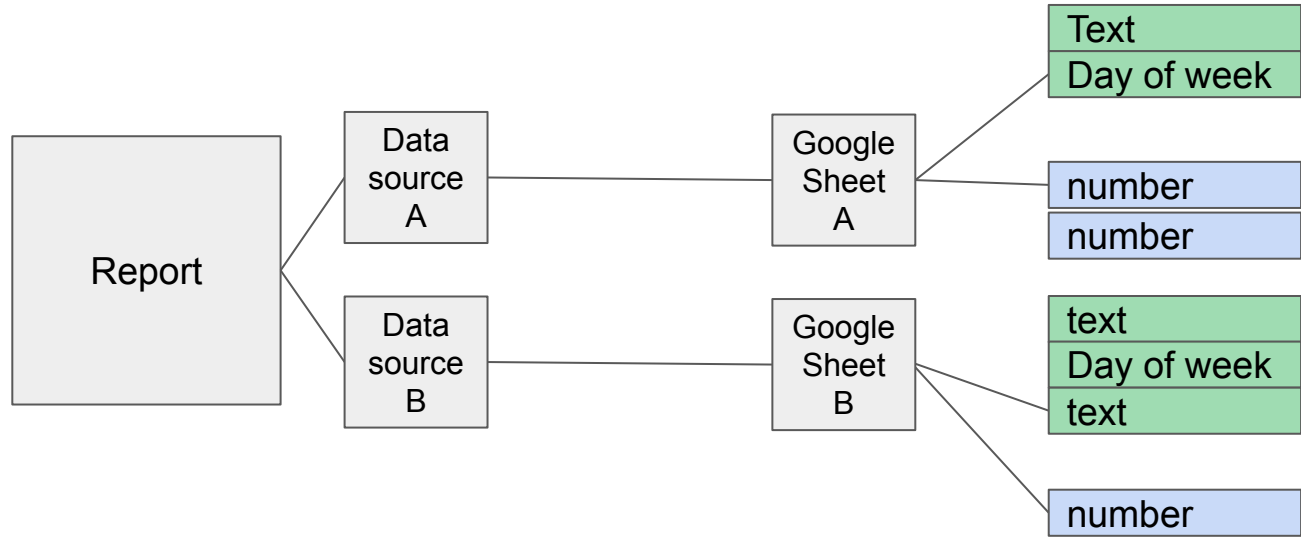 Report
Data
source
A
Google
Sheet
A
Text
Day of week
number
number
Data
source
B
Google
Sheet
B
text
Day of week
text
number